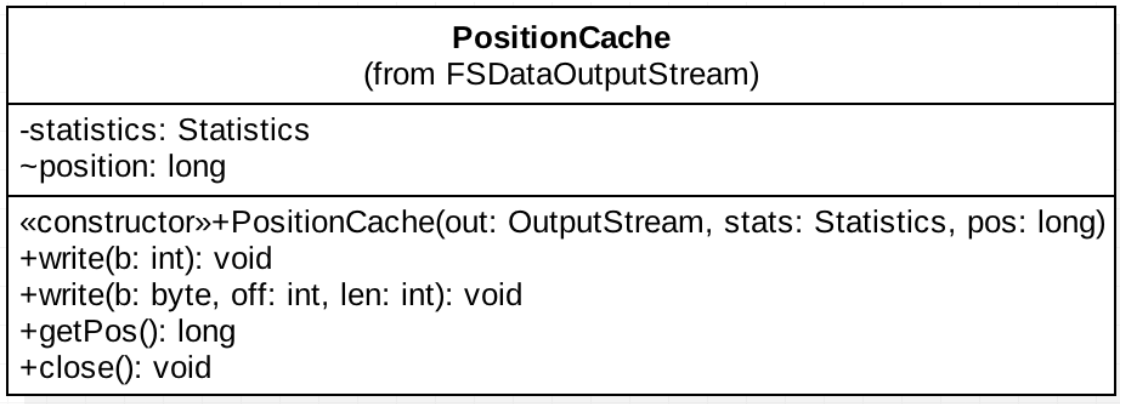 PositionCache
(from FSDataOutputStream)
-statistics: Statistics
~position: long
«constructor»+PositionCache(out: OutputStream, stats: Statistics, pos: long)
+write(b: int): void
+write(b: byte, off: int, len: int): void
+getPos(): long
+close(): void